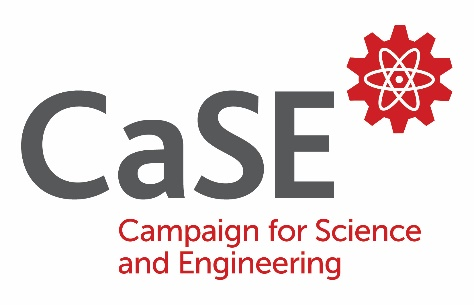 CaSE
Campaign for Science
and Engineering